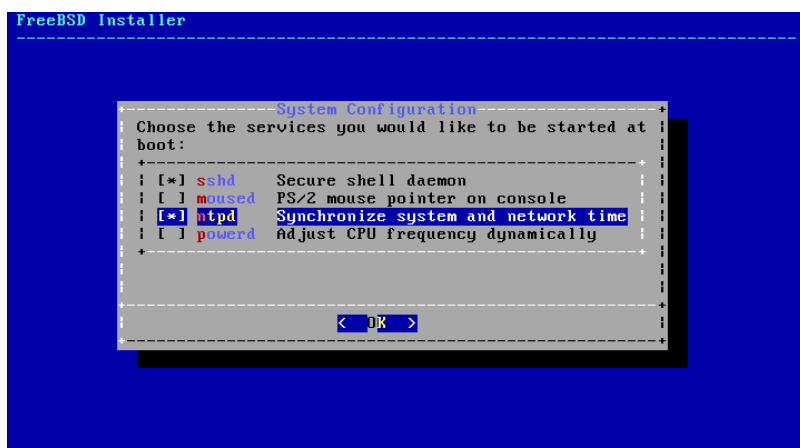 FreeBSD Installer
System Configuration
Choose the services you would like to be started at
boot:
[*] sshd Secure shell daemon
[ ] moused PS/2 mouse pointer on console
[*] ntpd Synchronize system and network time
[ ] powerd Adjust CPU frequency dynamically
< OK >